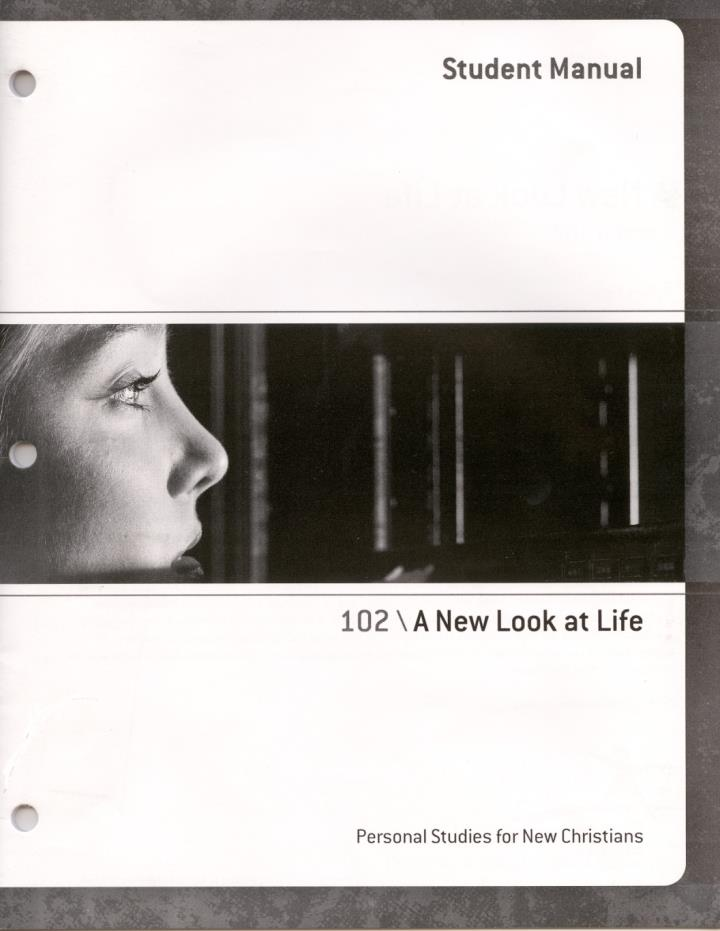 Student Manual
102 \ A New Look at Life
Personal Studies for New Christians